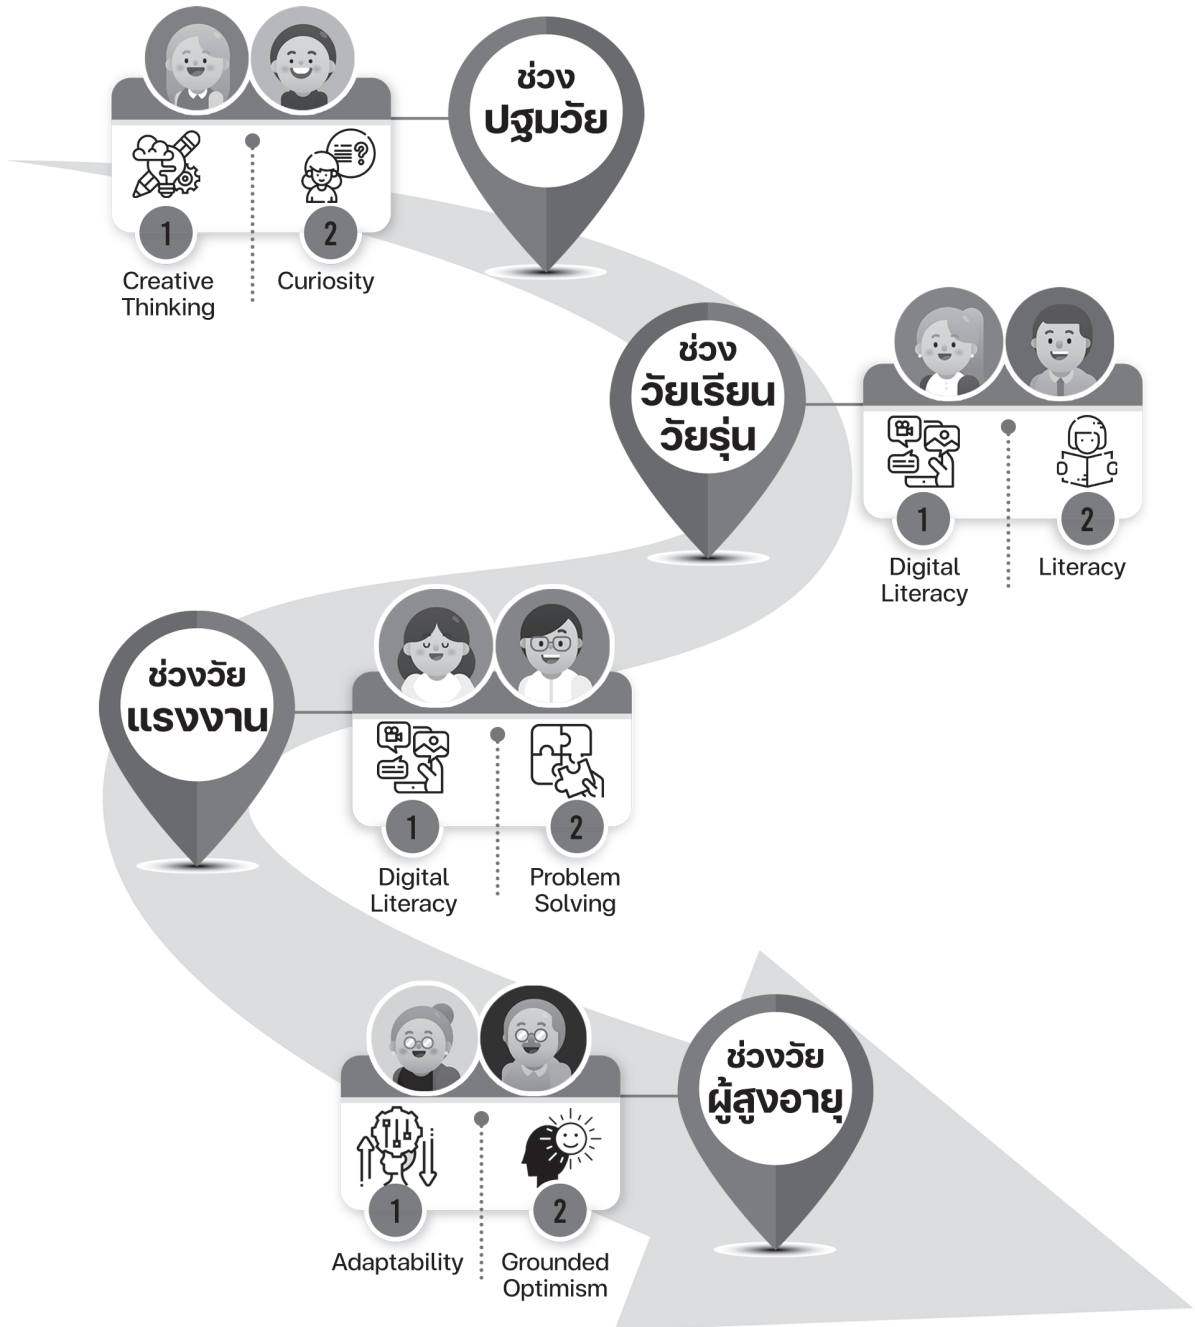 ช่วง
ปฐมวัย
1
2
Creative
Thinking
Curiosity
ช่วง
วัยเรียน
วัยรุ่น
1
2
Digital
Literacy
Literacy
ช่วงวัย
แรงงาน
1
2
Digital
Literacy
Problem
Solving
ช่วงวัย
ผู้สูงอายุ
1
2
Adaptability
Grounded
Optimism